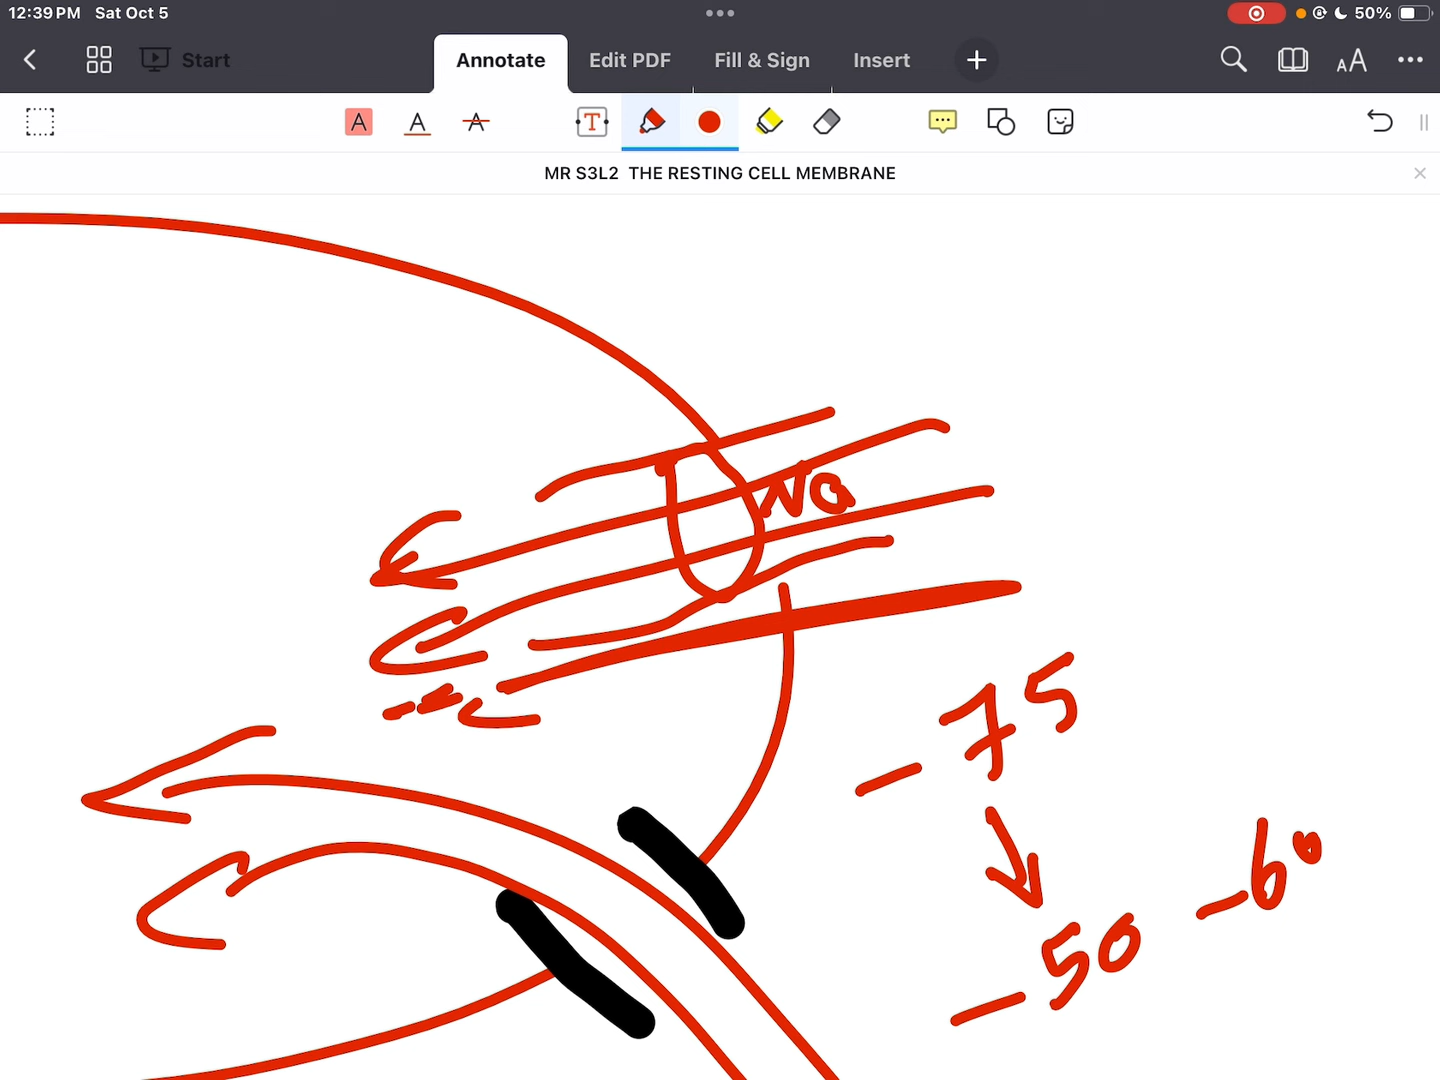 12:39 PM Sat Oct 5
50%
Start
Annotate
Edit PDF
Fill & Sign
Insert
A A A T AA
MR S3L2 THE RESTING CELL MEMBRANE
Na
- 75
- 60
- 50